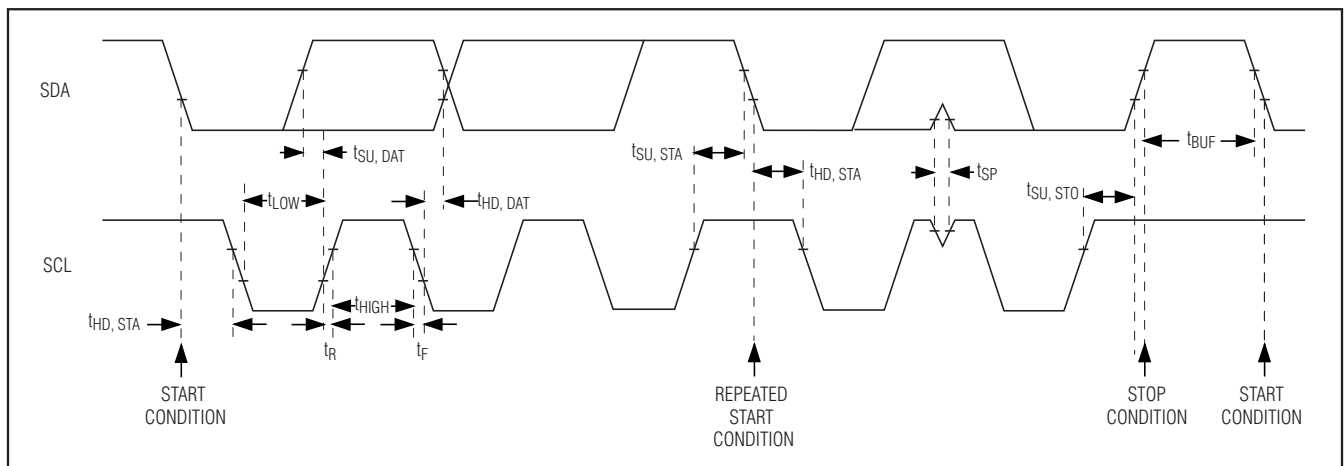 SDA
tSU, DAT
tSU, STA
tHD, STA
tSP
tBUF
tLOW
tHD, DAT
tSU, STO
SCL
tHIGH
tHD, STA
tR
tF
START
CONDITION
REPEATED
START
CONDITION
STOP
CONDITION
START
CONDITION